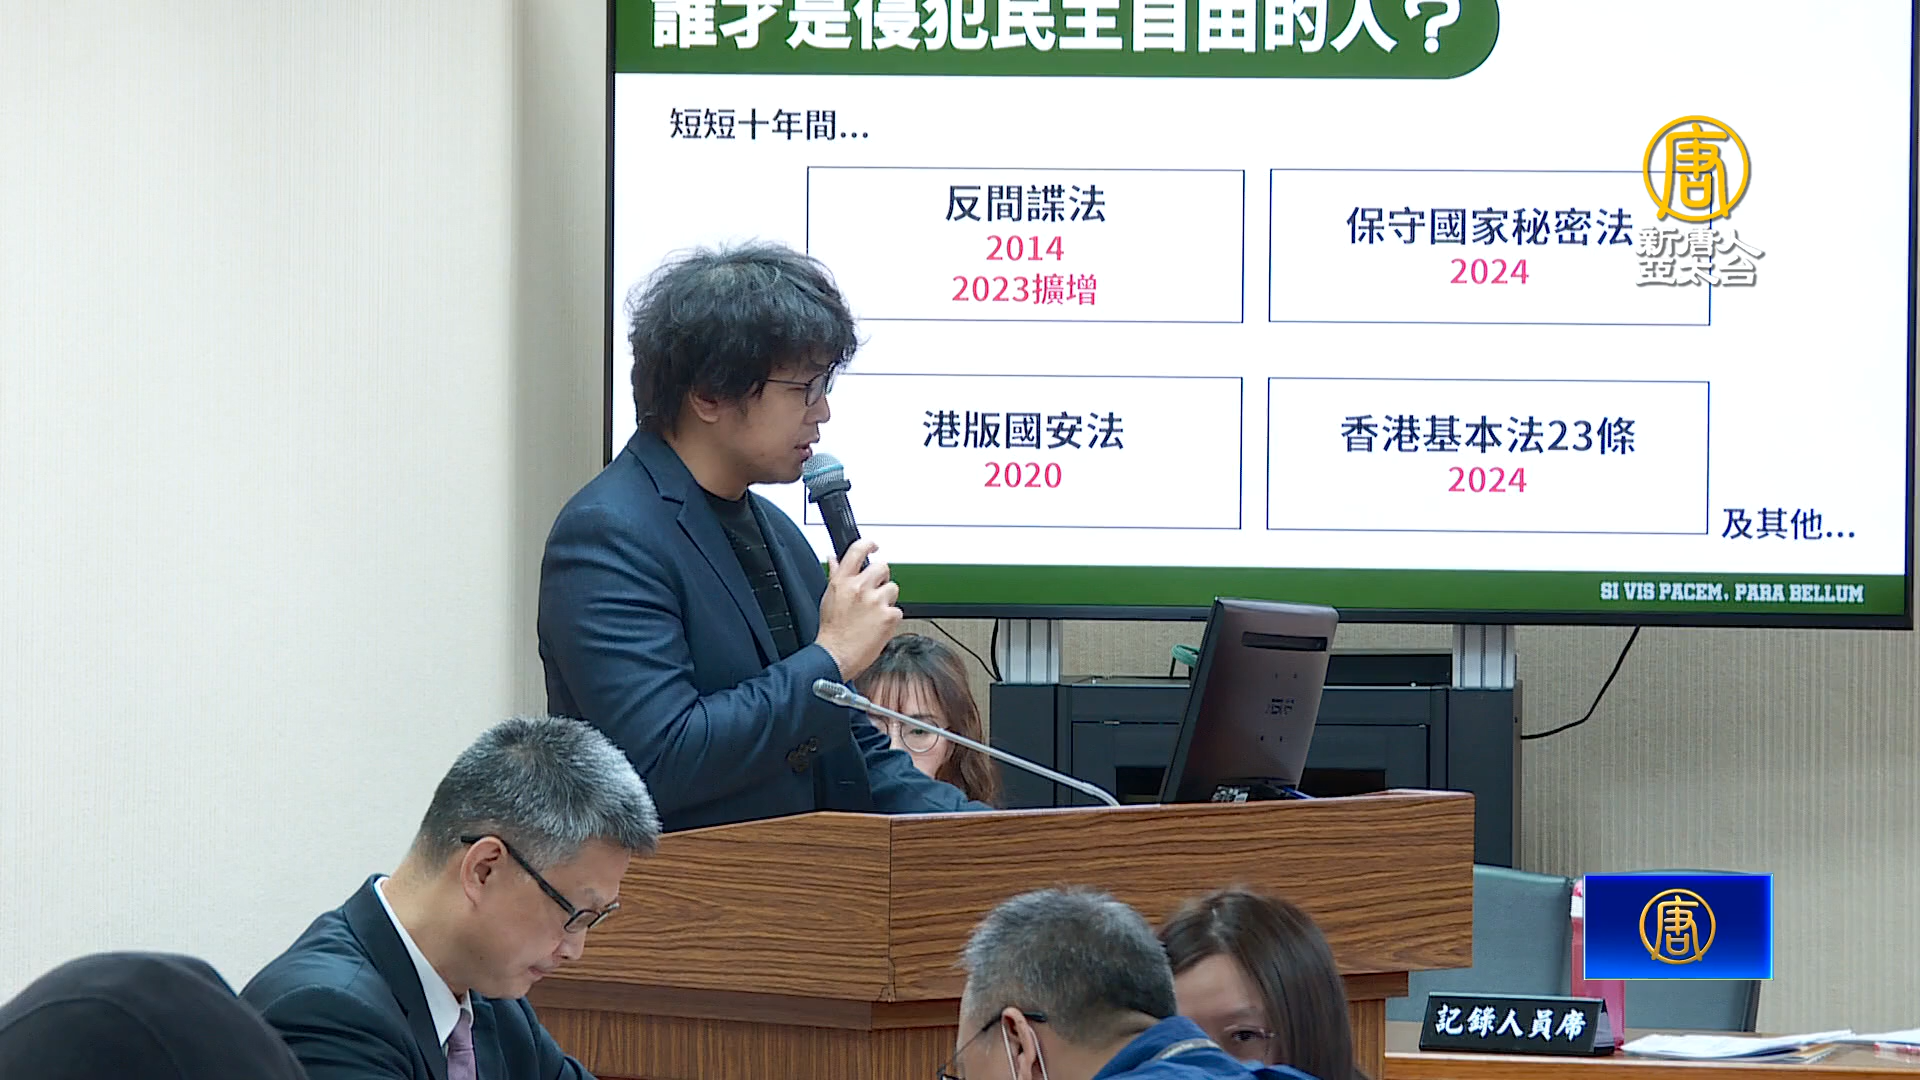 誰才是侵犯民主自由的人？
短短十年間...
反間諜法
2014
2023擴增
保守國家秘密法
2024
港版國安法
2020
香港基本法23條
2024
及其他...
SI VIS PACEM, PARA BELLUM
唐
新唐人
亞太台
唐
記錄人員席